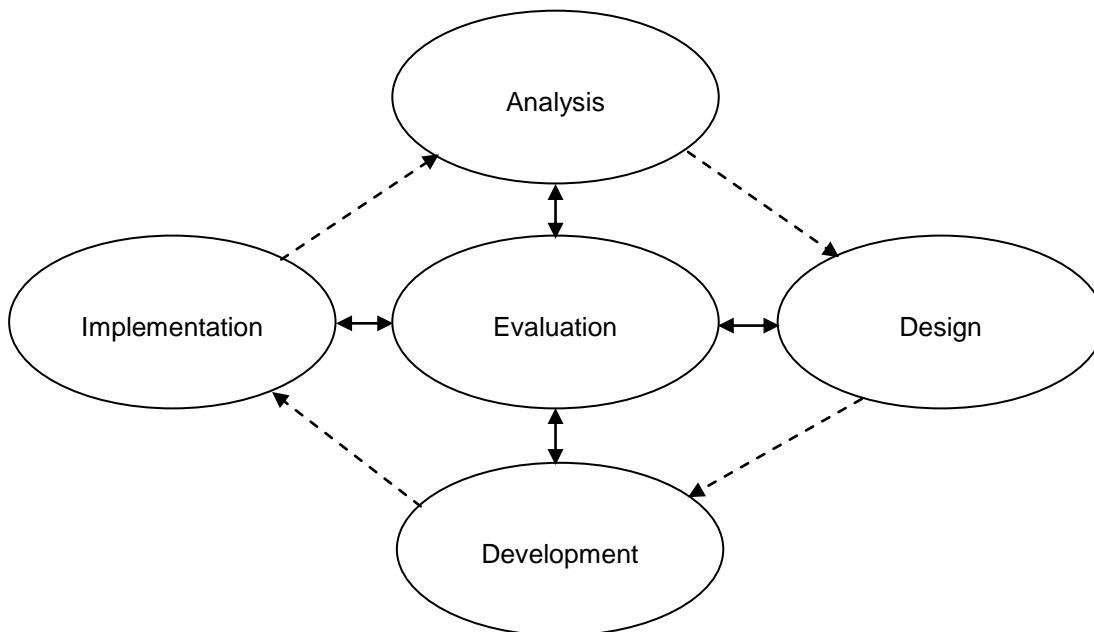 Analysis
Implementation
Evaluation
Design
Development